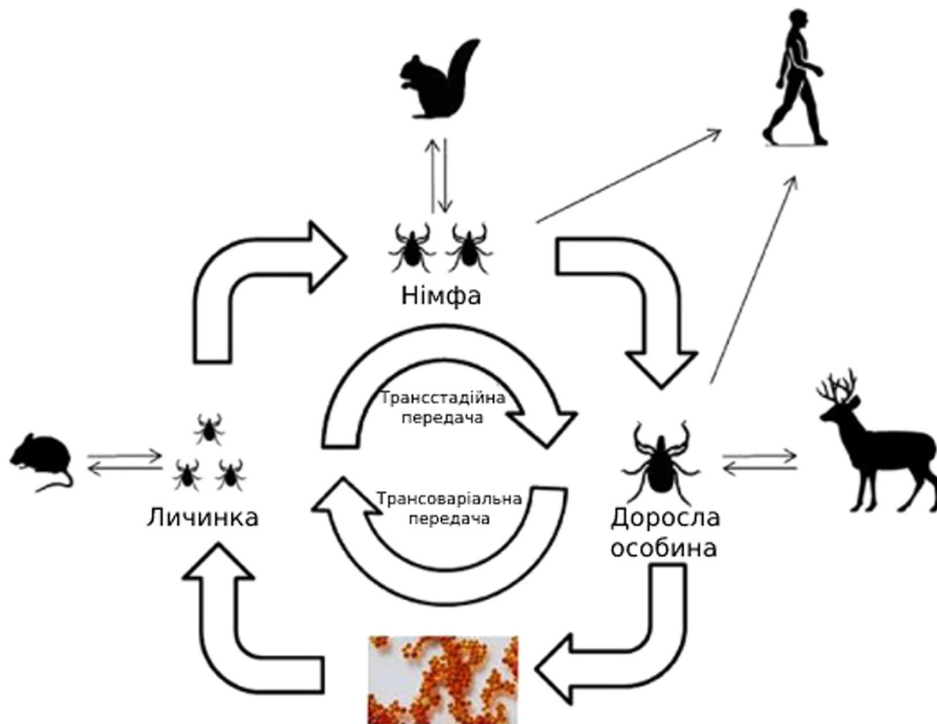 Німфа
Трансстадійна
передача
Трансоваріальна
передача
Личинка
Доросла
особина